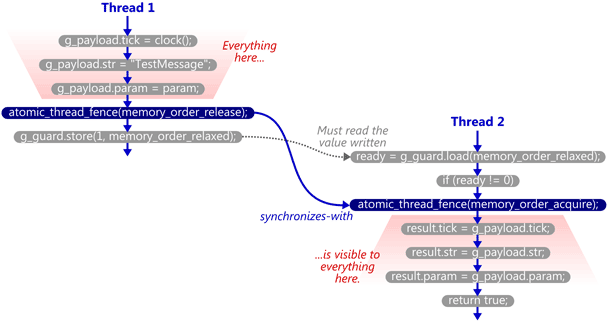 Thread 1
g_payload.tick = clock();
g_payload.str = "TestMessage";
g_payload.param = param;
Everything
here...
atomic_thread_fence(memory_order_release);
g_guard.store(1, memory_order_relaxed);
Must read the
value written
synchronizes-with
Thread 2
ready = g_guard.load(memory_order_relaxed);
if (ready != 0)
atomic_thread_fence(memory_order_acquire);
result.tick = g_payload.tick;
result.str = g_payload.str;
result.param = g_payload.param;
...is visible to
everything
here.
return true;